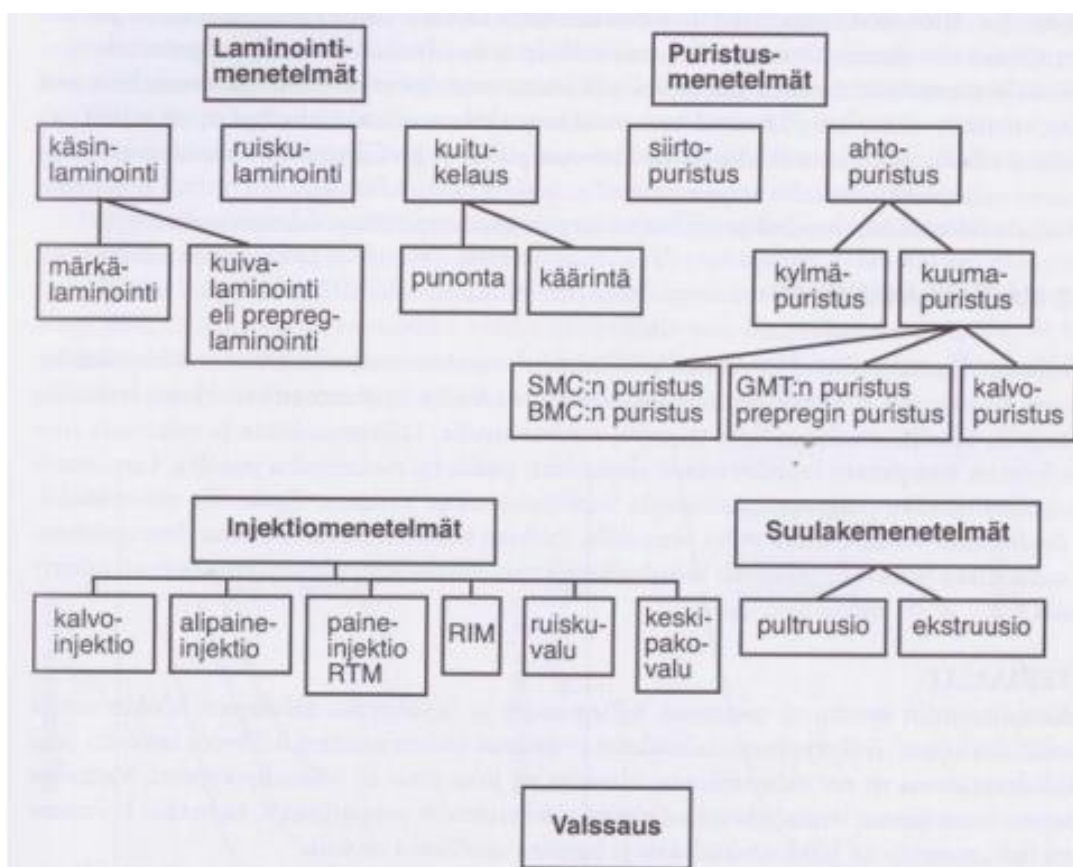 Laminointi-
menetelmät
Puristus-
menetelmät
käsin-
laminointi
ruisku-
laminointi
kuitu-
kelaus
siirto-
puristus
ahto-
puristus
märkä-
laminointi
kuiva-
laminointi
eli prepreg-
laminointi
punonta
käärintä
kylmä-
puristus
kuuma-
puristus
SMC:n puristus
BMC:n puristus
GMT:n puristus
prepregin puristus
kalvo-
puristus
Injektiomenetelmät
Suulakemenetelmät
kalvo-
injektio
alipaine-
injektio
paine-
injektio
RTM
RIM
ruisku-
valu
keski-
pako-
valu
pultruusio
ekstruusio
Valssaus